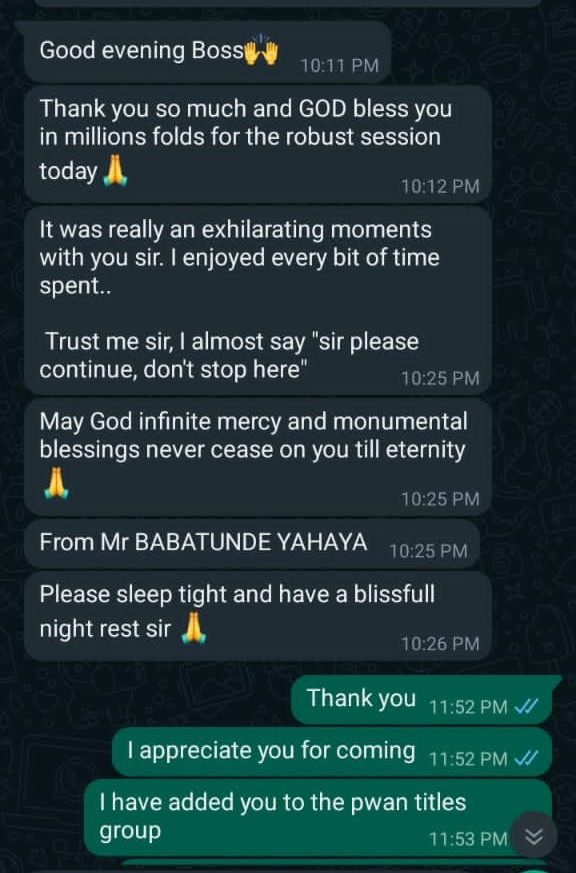 Good evening Boss🙌
10:11 PM
Thank you so much and GOD bless you
in millions folds for the robust session
today 🙏
10:12 PM
It was really an exhilarating moments
with you sir. I enjoyed every bit of time
spent..
Trust me sir, I almost say "sir please
continue, don't stop here"
10:25 PM
May God infinite mercy and monumental
blessings never cease on you till eternity
🙏
10:25 PM
From Mr BABATUNDE YAHAYA
10:25 PM
Please sleep tight and have a blissfull
night rest sir 🙏
10:26 PM
Thank you
11:52 PM
I appreciate you for coming
11:52 PM
I have added you to the pwan titles
group
11:53 PM